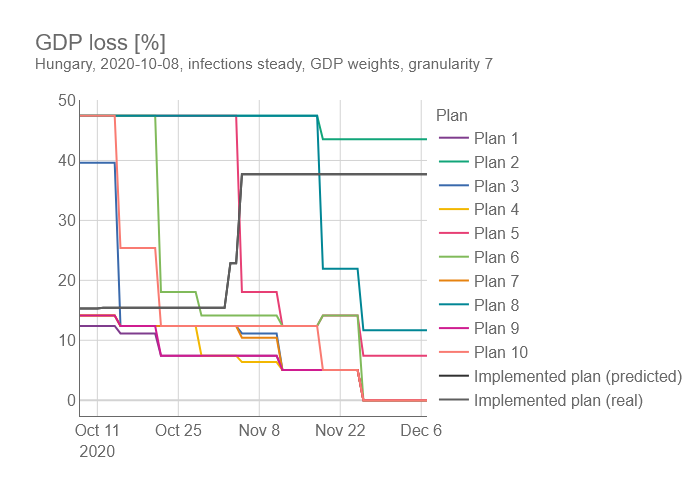 GDP loss [%]
Hungary, 2020-10-08, infections steady, GDP weights, granularity 7
50
40
30
20
10
0
Oct 11
2020
Oct 25
Nov 8
Nov 22
Dec 6
Plan
Plan 1
Plan 2
Plan 3
Plan 4
Plan 5
Plan 6
Plan 7
Plan 8
Plan 9
Plan 10
Implemented plan (predicted)
Implemented plan (real)